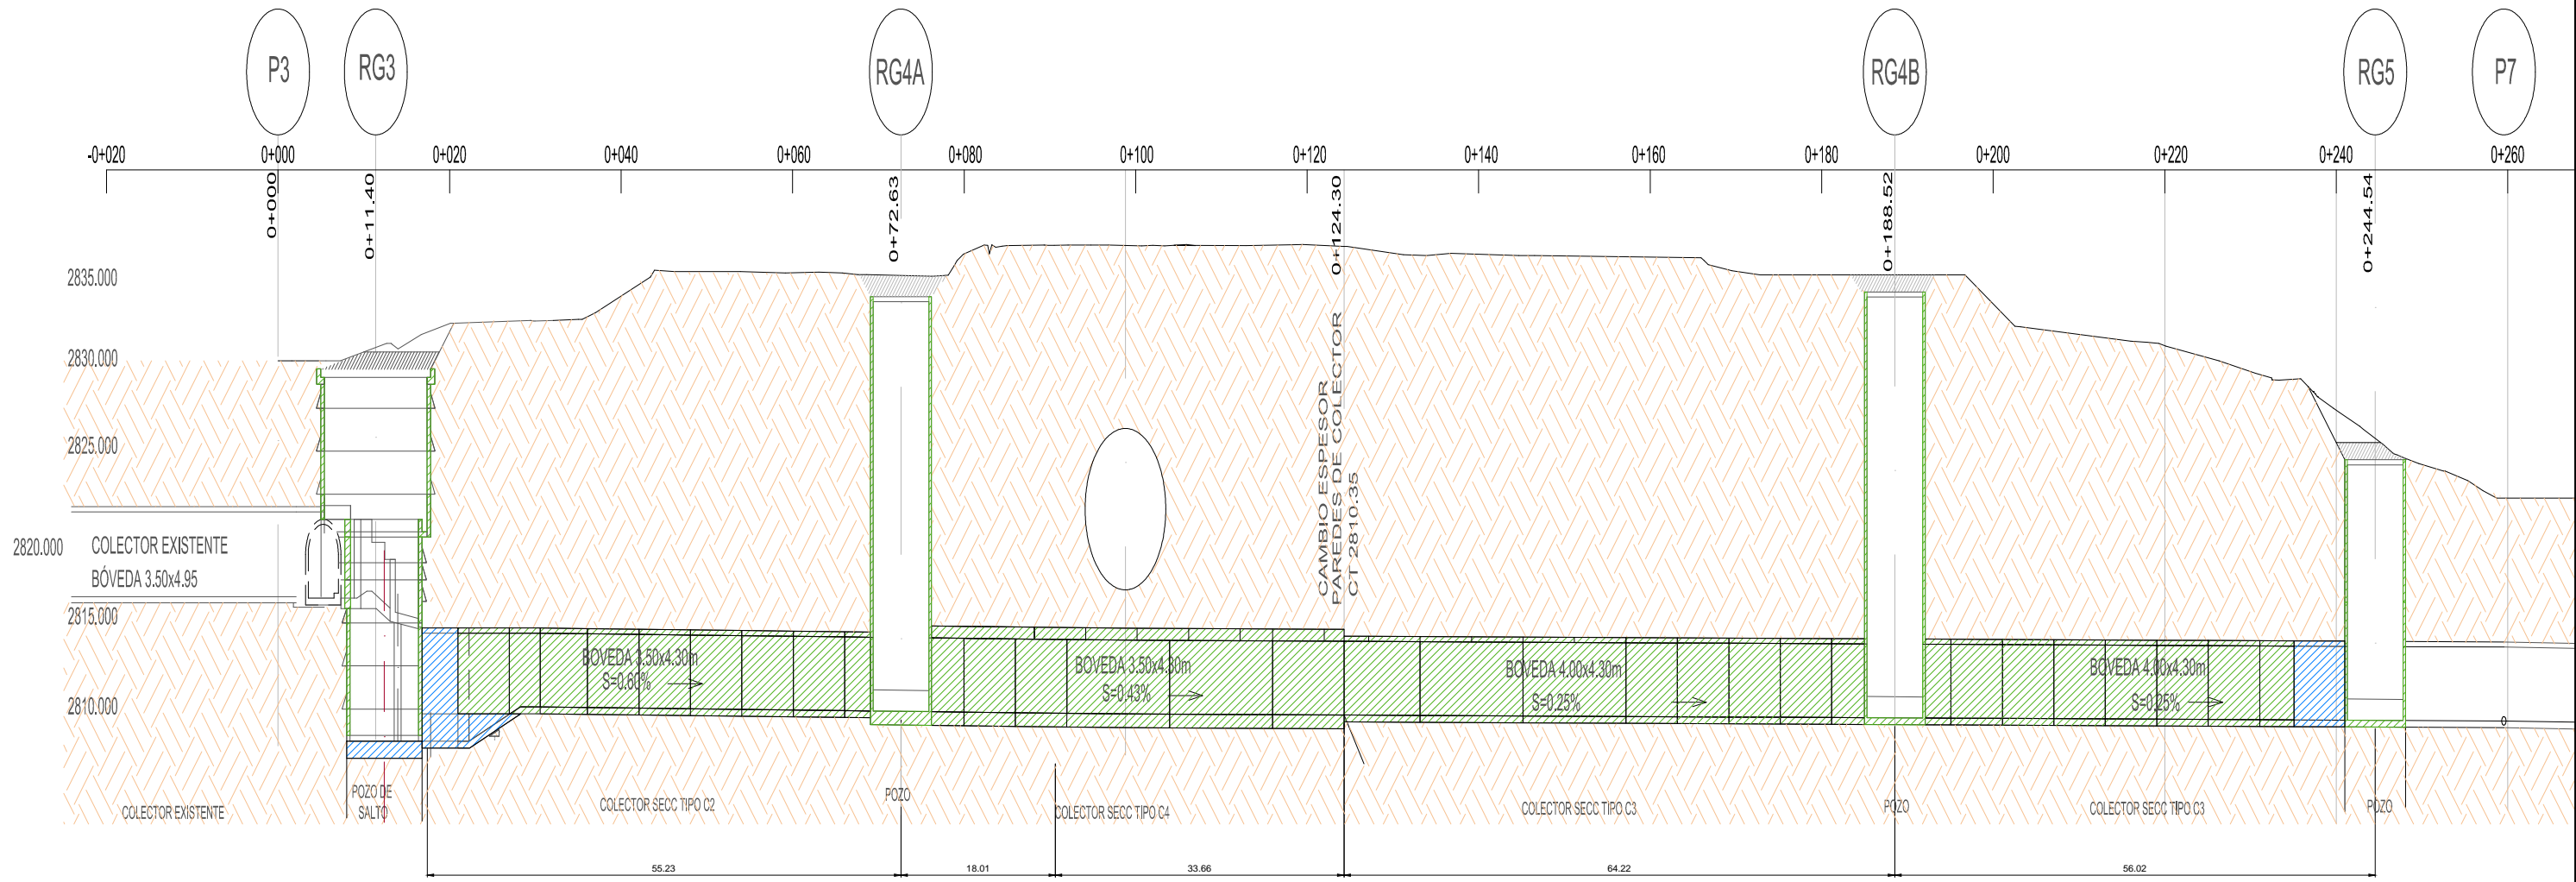 P3
RG3
RG4A
RG4B
RG5
P7
-0+020
0+000
0+020
0+040
0+060
0+080
0+100
0+120
0+140
0+160
0+180
0+200
0+220
0+240
0+260
0+000
0+11.40
0+72.63
0+124.30
0+188.52
0+244.54
2835.000
2830.000
2825.000
2820.000
2815.000
2810.000
COLECTOR EXISTENTE
BÓVEDA 3.50x4.95
CAMBIO ESPESOR
PAREDES DE COLECTOR
CT 2810.35
BOVEDA 3.50x4.30m
S=0.60%
BOVEDA 3.50x4.30m
S=0.43%
BOVEDA 4.00x4.30m
S=0.25%
BOVEDA 4.00x4.30m
S=0.25%
0
COLECTOR EXISTENTE
POZO DE
SALTO
COLECTOR SECC TIPO C2
POZO
COLECTOR SECC TIPO C4
COLECTOR SECC TIPO C3
POZO
COLECTOR SECC TIPO C3
POZO
55.23
18.01
33.66
64.22
56.02